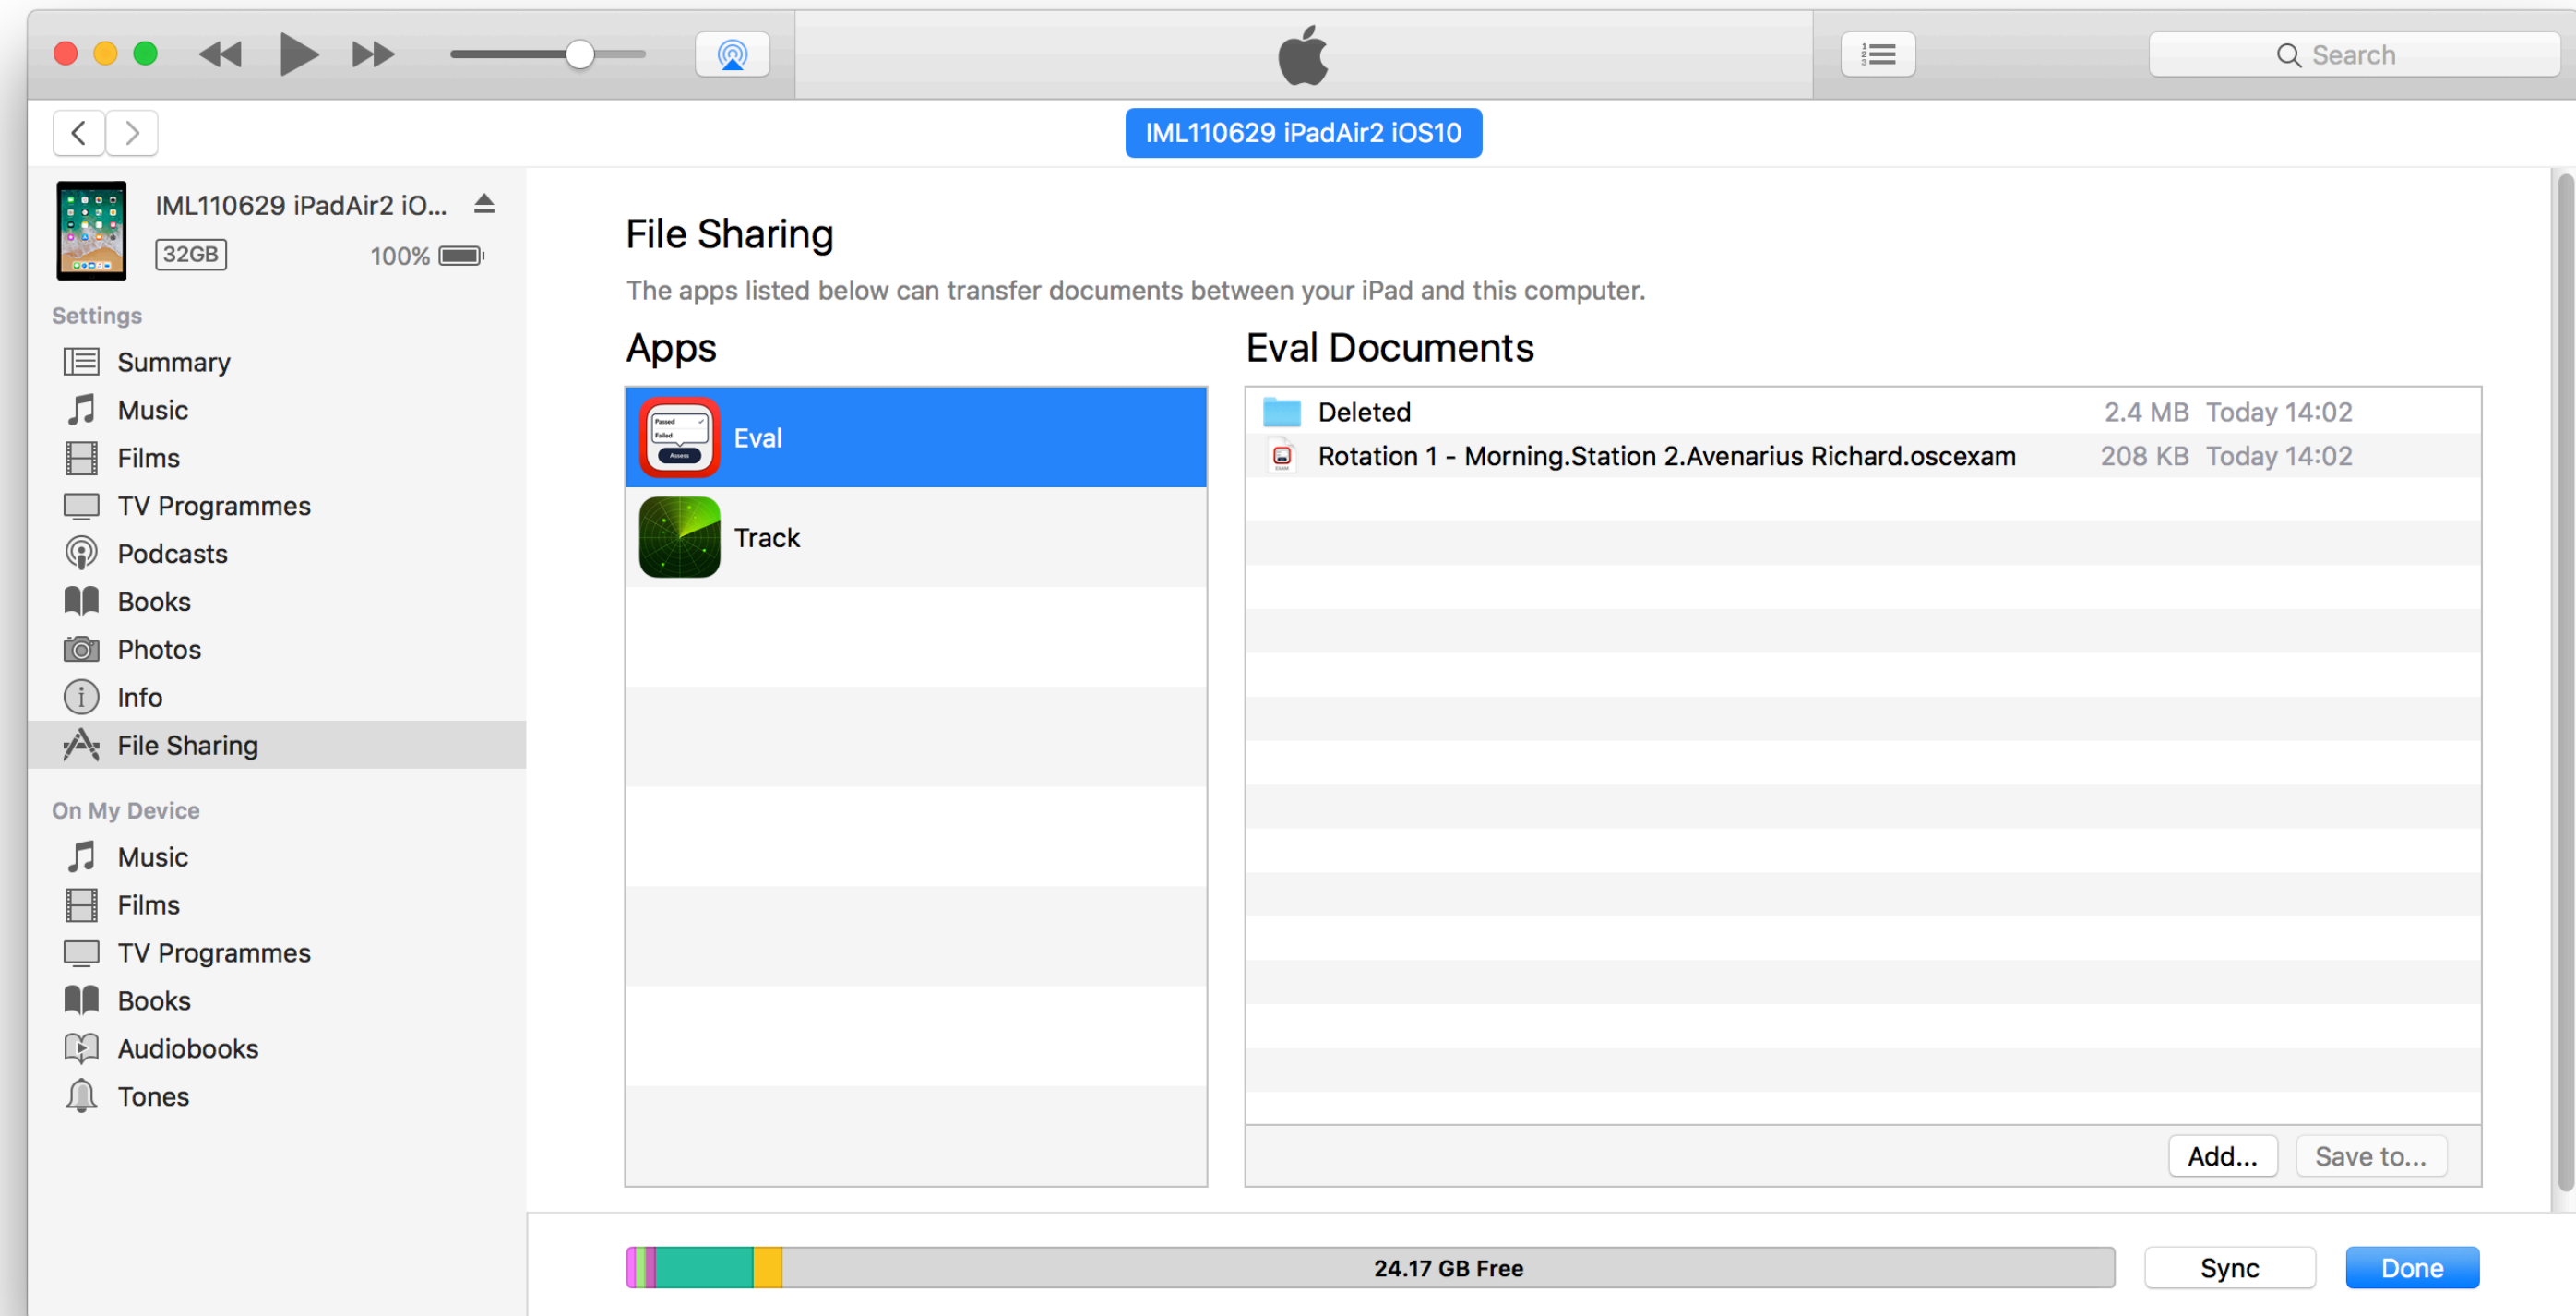 Search
IML110629 iPadAir2 iOS10
IML110629 iPadAir2 iO...
32GB
100%
Settings
Summary
Music
Films
TV Programmes
Podcasts
Books
Photos
Info
File Sharing
On My Device
Music
Films
TV Programmes
Books
Audiobooks
Tones
File Sharing
The apps listed below can transfer documents between your iPad and this computer.
Apps
Passed
Failed
Assess
Eval
Track
Eval Documents
Deleted 2.4 MB Today 14:02
Rotation 1 - Morning.Station 2.Avenarius Richard.oscexam 208 KB Today 14:02
Add...
Save to...
24.17 GB Free
Sync
Done